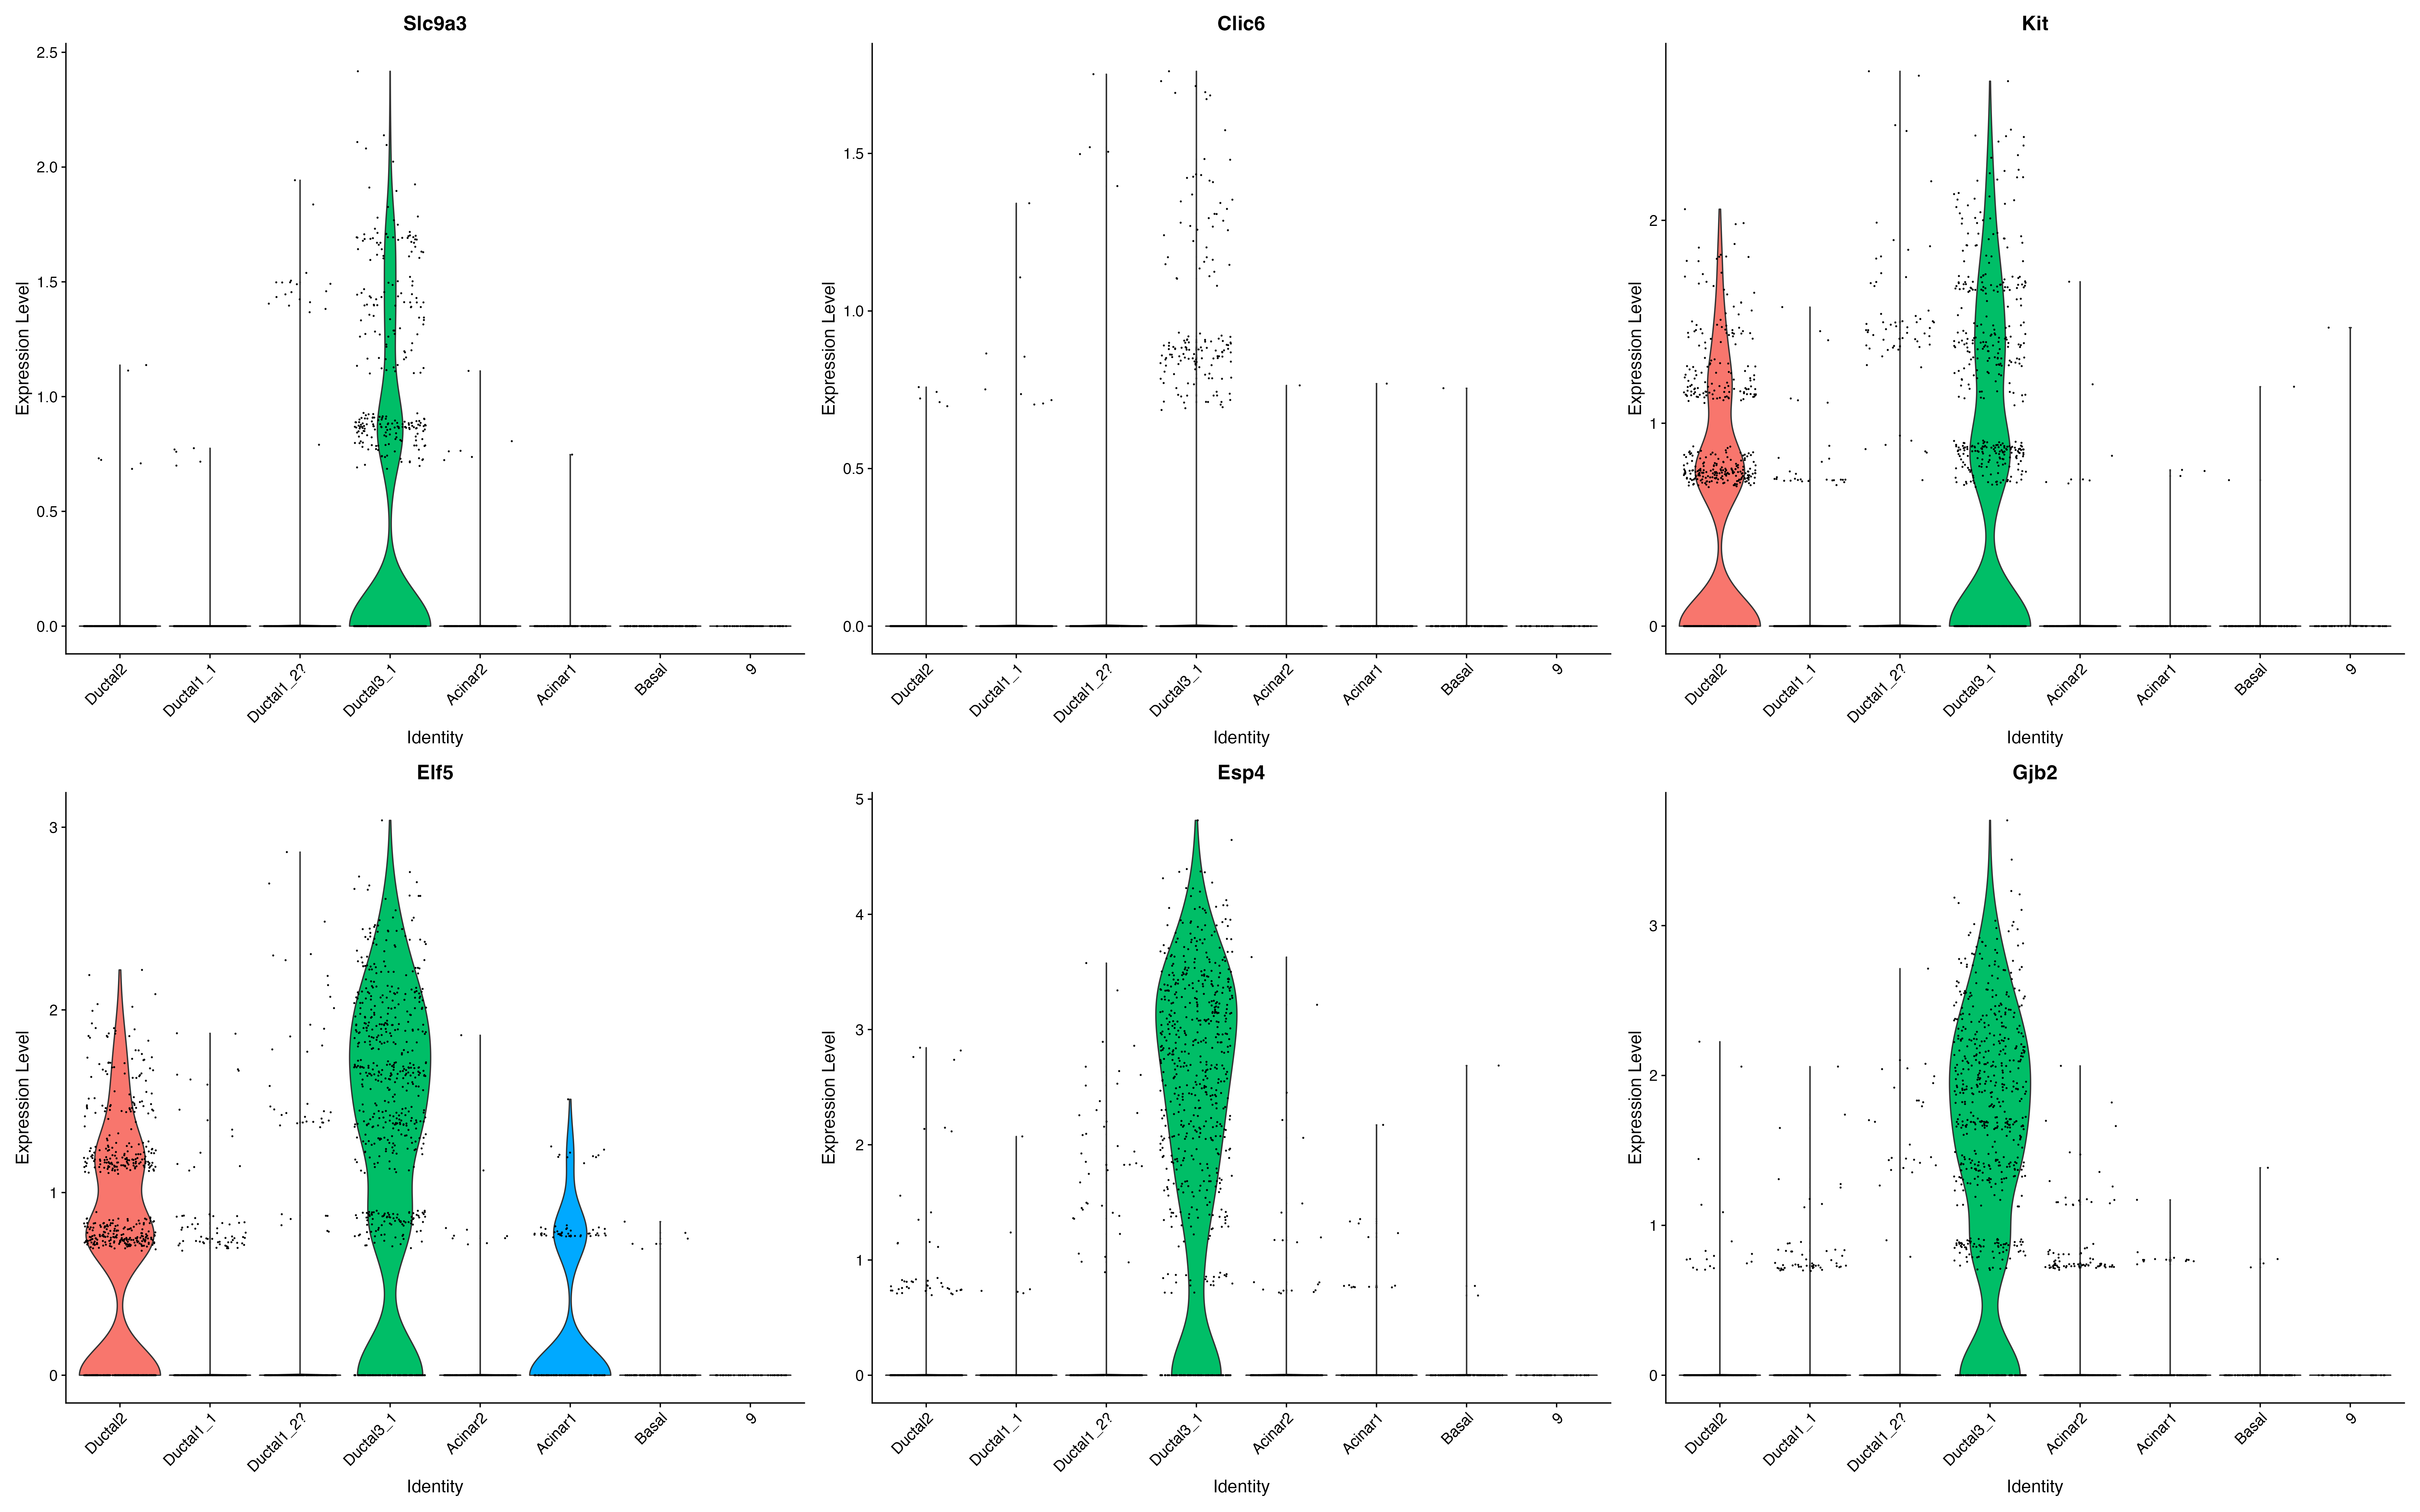 Slc9a3
Expression Level
2.5
2.0
1.5
1.0
0.5
0.0
Ductal2
Ductal1_1
Ductal1_2?
Ductal3_1
Acinar2
Acinar1
Basal
9
Identity
Clic6
Expression Level
1.5
1.0
0.5
0.0
Ductal2
Ductal1_1
Ductal1_2?
Ductal3_1
Acinar2
Acinar1
Basal
9
Identity
Kit
Expression Level
2
1
0
Ductal2
Ductal1_1
Ductal1_2?
Ductal3_1
Acinar2
Acinar1
Basal
9
Identity
Elf5
Expression Level
3
2
1
0
Ductal2
Ductal1_1
Ductal1_2?
Ductal3_1
Acinar2
Acinar1
Basal
9
Identity
Esp4
Expression Level
5
4
3
2
1
0
Ductal2
Ductal1_1
Ductal1_2?
Ductal3_1
Acinar2
Acinar1
Basal
9
Identity
Gjb2
Expression Level
3
2
1
0
Ductal2
Ductal1_1
Ductal1_2?
Ductal3_1
Acinar2
Acinar1
Basal
9
Identity